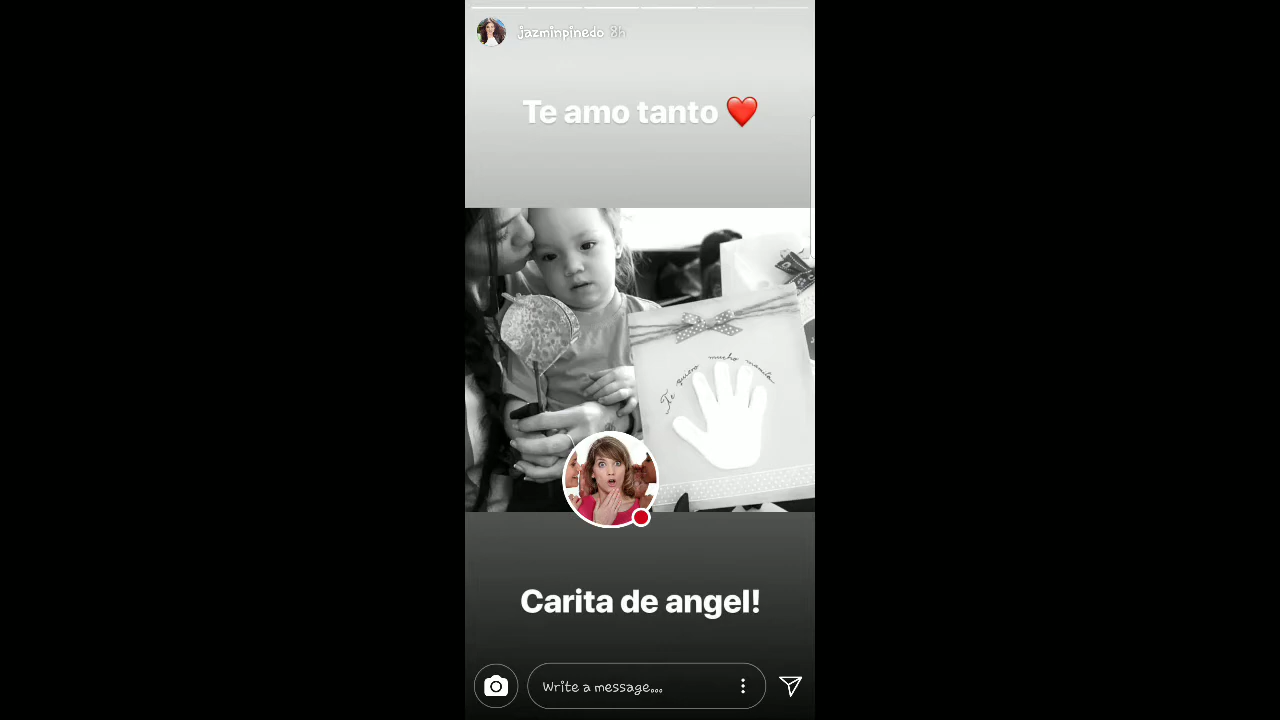 jazminpinedo 8h
Te amo tanto ❤️
Te quiero mucho mamita
Carita de angel!
Write a message...